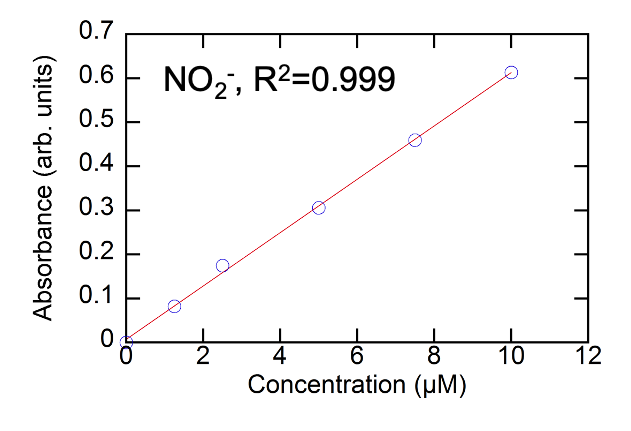 0.7
0.6
0.5
0.4
0.3
0.2
0.1
0
Absorbance (arb. units)
NO₂⁻, R²=0.999
0 2 4 6 8 10 12
Concentration (μM)